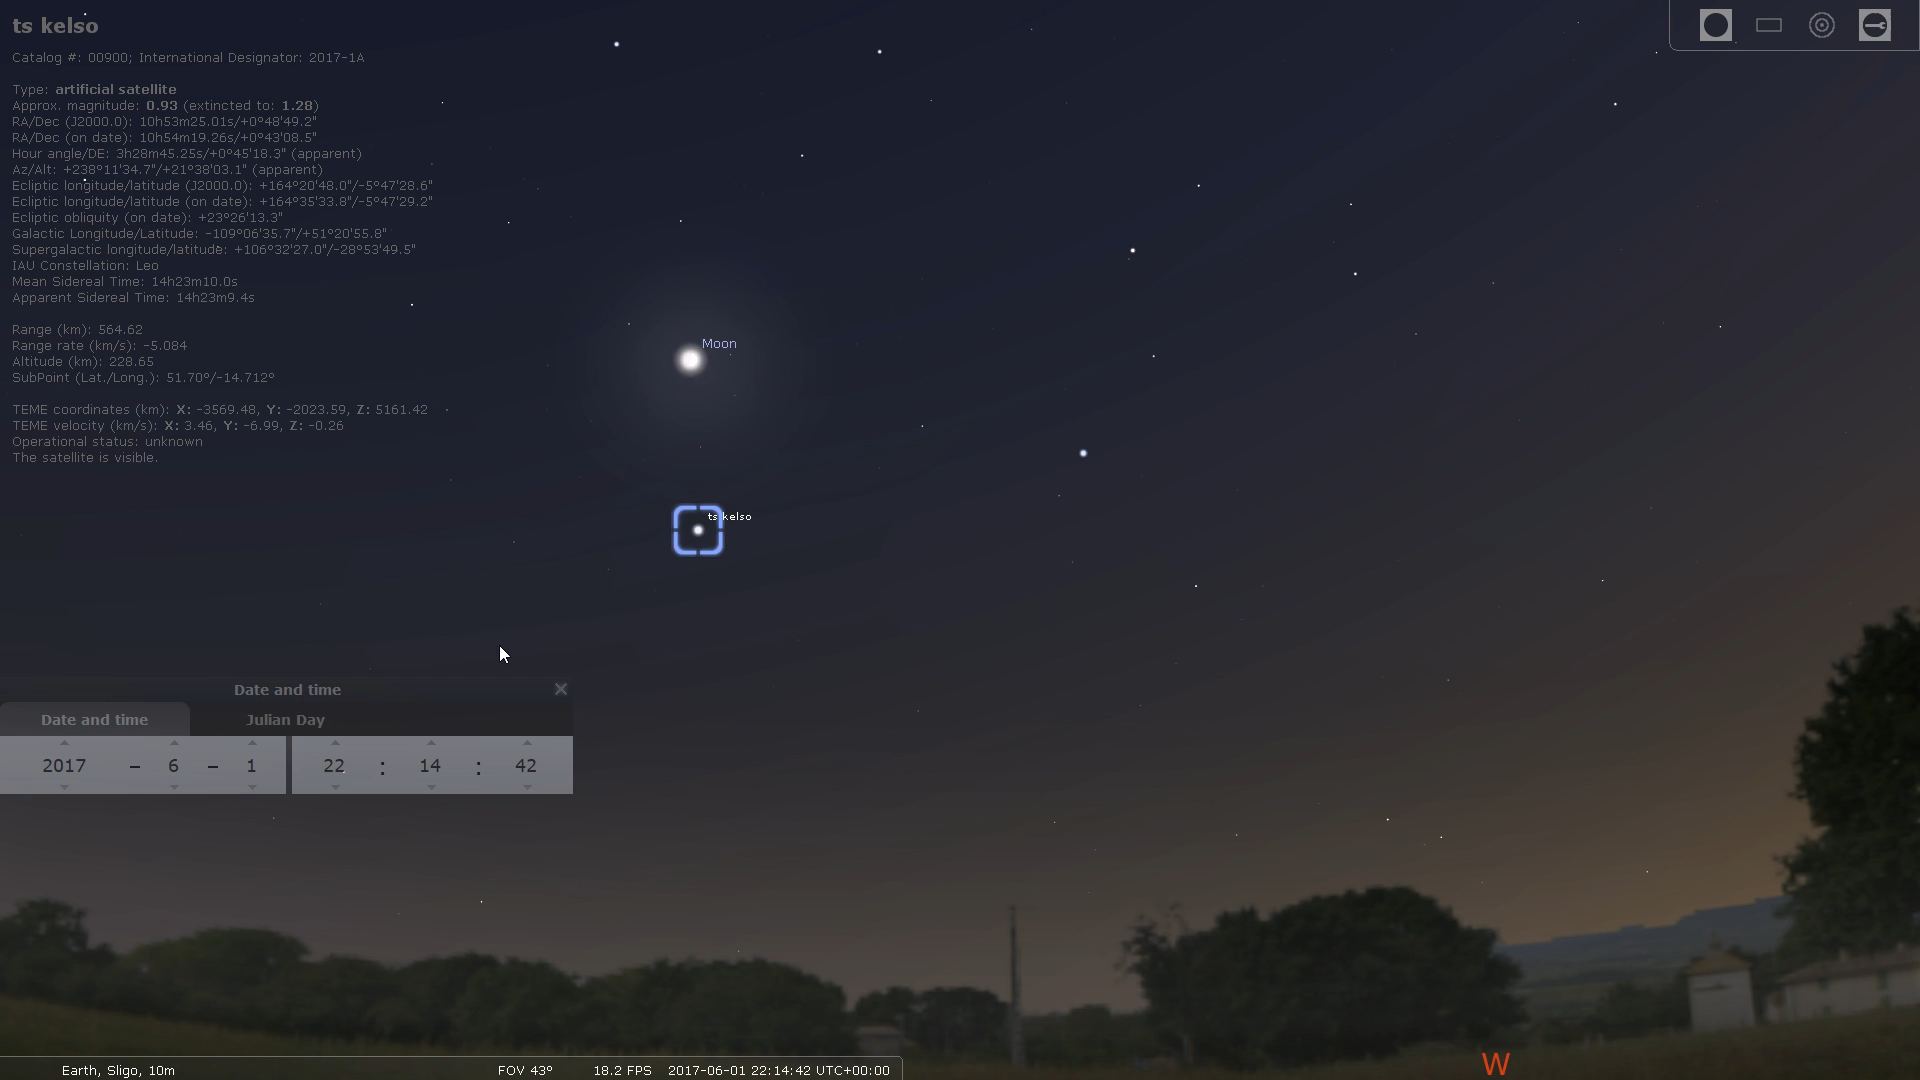 ts kelso
Catalog #: 00900; International Designator: 2017-1A
Type: artificial satellite
Approx. magnitude: 0.93 (extincted to: 1.28)
RA/Dec (J2000.0): 10h53m25.01s/+0°48'49.2"
RA/Dec (on date): 10h54m19.26s/+0°43'08.5"
Hour angle/DE: 3h28m45.25s/+0°45'18.3" (apparent)
Az/Alt: +238°11'34.7"/+21°38'03.1" (apparent)
Ecliptic longitude/latitude (J2000.0): +164°20'48.0"/-5°47'28.6"
Ecliptic longitude/latitude (on date): +164°35'33.8"/-5°47'29.2"
Ecliptic obliquity (on date): +23°26'13.3"
Galactic Longitude/Latitude: -109°06'35.7"/+51°20'55.8"
Supergalactic longitude/latitude: +106°32'27.0"/-28°53'49.5"
IAU Constellation: Leo
Mean Sidereal Time: 14h23m10.0s
Apparent Sidereal Time: 14h23m9.4s
Range (km): 564.62
Range rate (km/s): -5.084
Altitude (km): 228.65
SubPoint (Lat./Long.): 51.70°/-14.712°
TEME coordinates (km): X: -3569.48, Y: -2023.59, Z: 5161.42
TEME velocity (km/s): X: 3.46, Y: -6.99, Z: -0.26
Operational status: unknown
The satellite is visible.
Moon
ts kelso
Date and time
Date and time Julian Day
2017 - 6 - 1 22 : 14 : 42
W
Earth, Sligo, 10m FOV 43° 18.2 FPS 2017-06-01 22:14:42 UTC+00:00